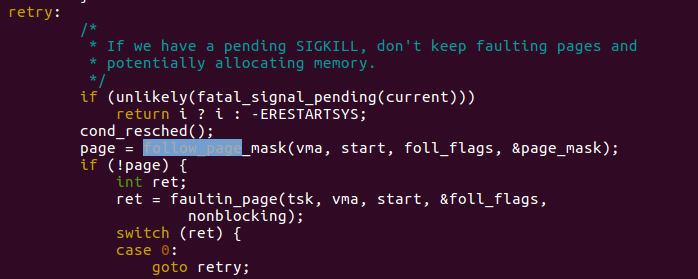 retry:
/*
* If we have a pending SIGKILL, don't keep faulting pages and
* potentially allocating memory.
*/
if (unlikely(fatal_signal_pending(current)))
return i ? i : -ERESTARTSYS;
cond_resched();
page = follow_page_mask(vma, start, foll_flags, &page_mask);
if (!page) {
int ret;
ret = faultin_page(tsk, vma, start, &foll_flags,
nonblocking);
switch (ret) {
case 0:
goto retry;